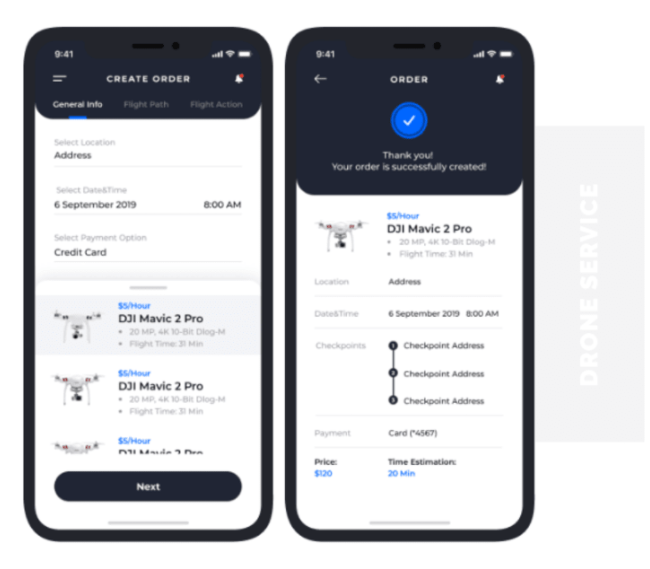 9:41
CREATE ORDER
General Info Flight Path Flight Action
Select Location
Address
Select Date&Time
6 September 2019 8:00 AM
Select Payment Option
Credit Card
$5/Hour
DJI Mavic 2 Pro
20 MP, 4K 10-Bit Dlog-M
Flight Time: 31 Min
$5/Hour
DJI Mavic 2 Pro
20 MP, 4K 10-Bit Dlog-M
Flight Time: 31 Min
$5/Hour
DJI Mavic 2 Pro
Next
9:41
ORDER
Thank you!
Your order is successfully created!
$5/Hour
DJI Mavic 2 Pro
20 MP, 4K 10-Bit Dlog-M
Flight Time: 31 Min
Location Address
Date&Time 6 September 2019 8:00 AM
Checkpoints 1 Checkpoint Address
2 Checkpoint Address
3 Checkpoint Address
Payment Card (*4567)
Price: Time Estimation:
$120 20 Min
DRONE SERVICE